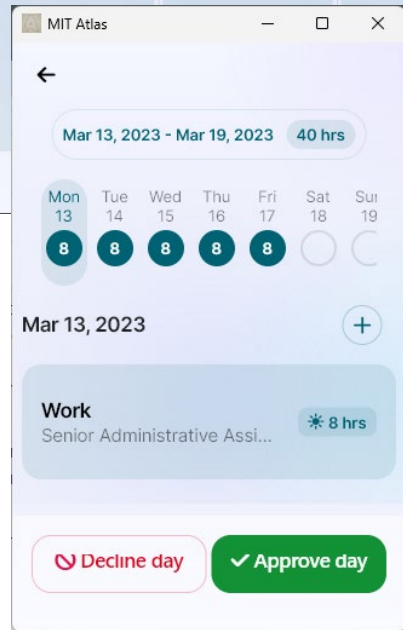 MIT Atlas
Mar 13, 2023 - Mar 19, 2023 40 hrs
Mon Tue Wed Thu Fri Sat Sun
13 14 15 16 17 18 19
8 8 8 8 8
Mar 13, 2023
Work
Senior Administrative Assi...
8 hrs
Decline day Approve day